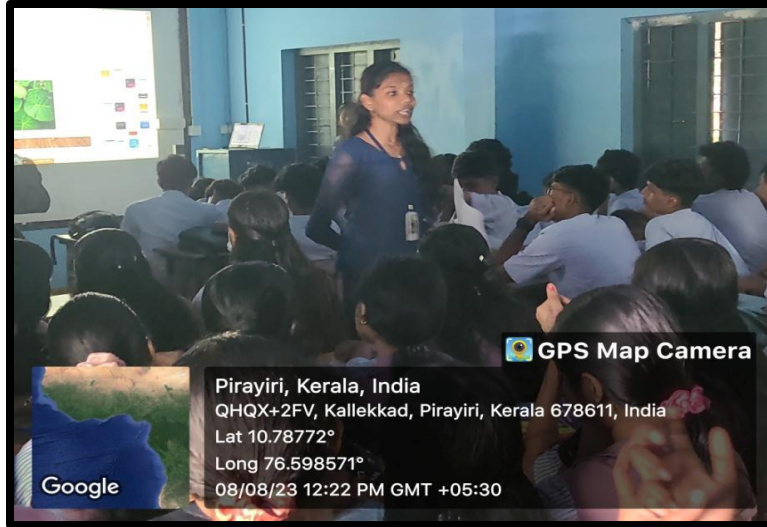 GPS Map Camera
Pirayiri, Kerala, India
QHQX+2FV, Kallekkad, Pirayiri, Kerala 678611, India
Lat 10.78772°
Long 76.598571°
08/08/23 12:22 PM GMT +05:30
Google